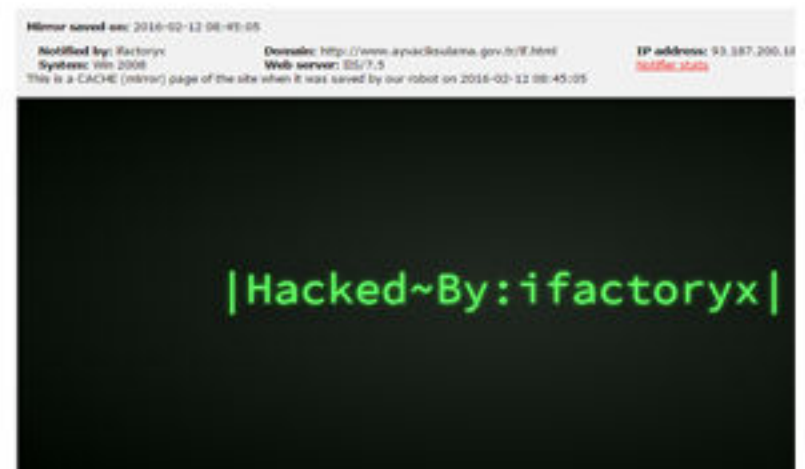 Mirror saved on: 2016-02-12 08:45:05
Notified by: ifactoryx Domain: http://www.ayvaciksulama.gov.tr/if.html IP address: 93.187.200.1
System: Win 2008 Web server: IIS/7.5 Notifier stats
This is a CACHE (mirror) page of the site when it was saved by our robot on 2016-02-12 08:45:05
|Hacked~By:ifactoryx|